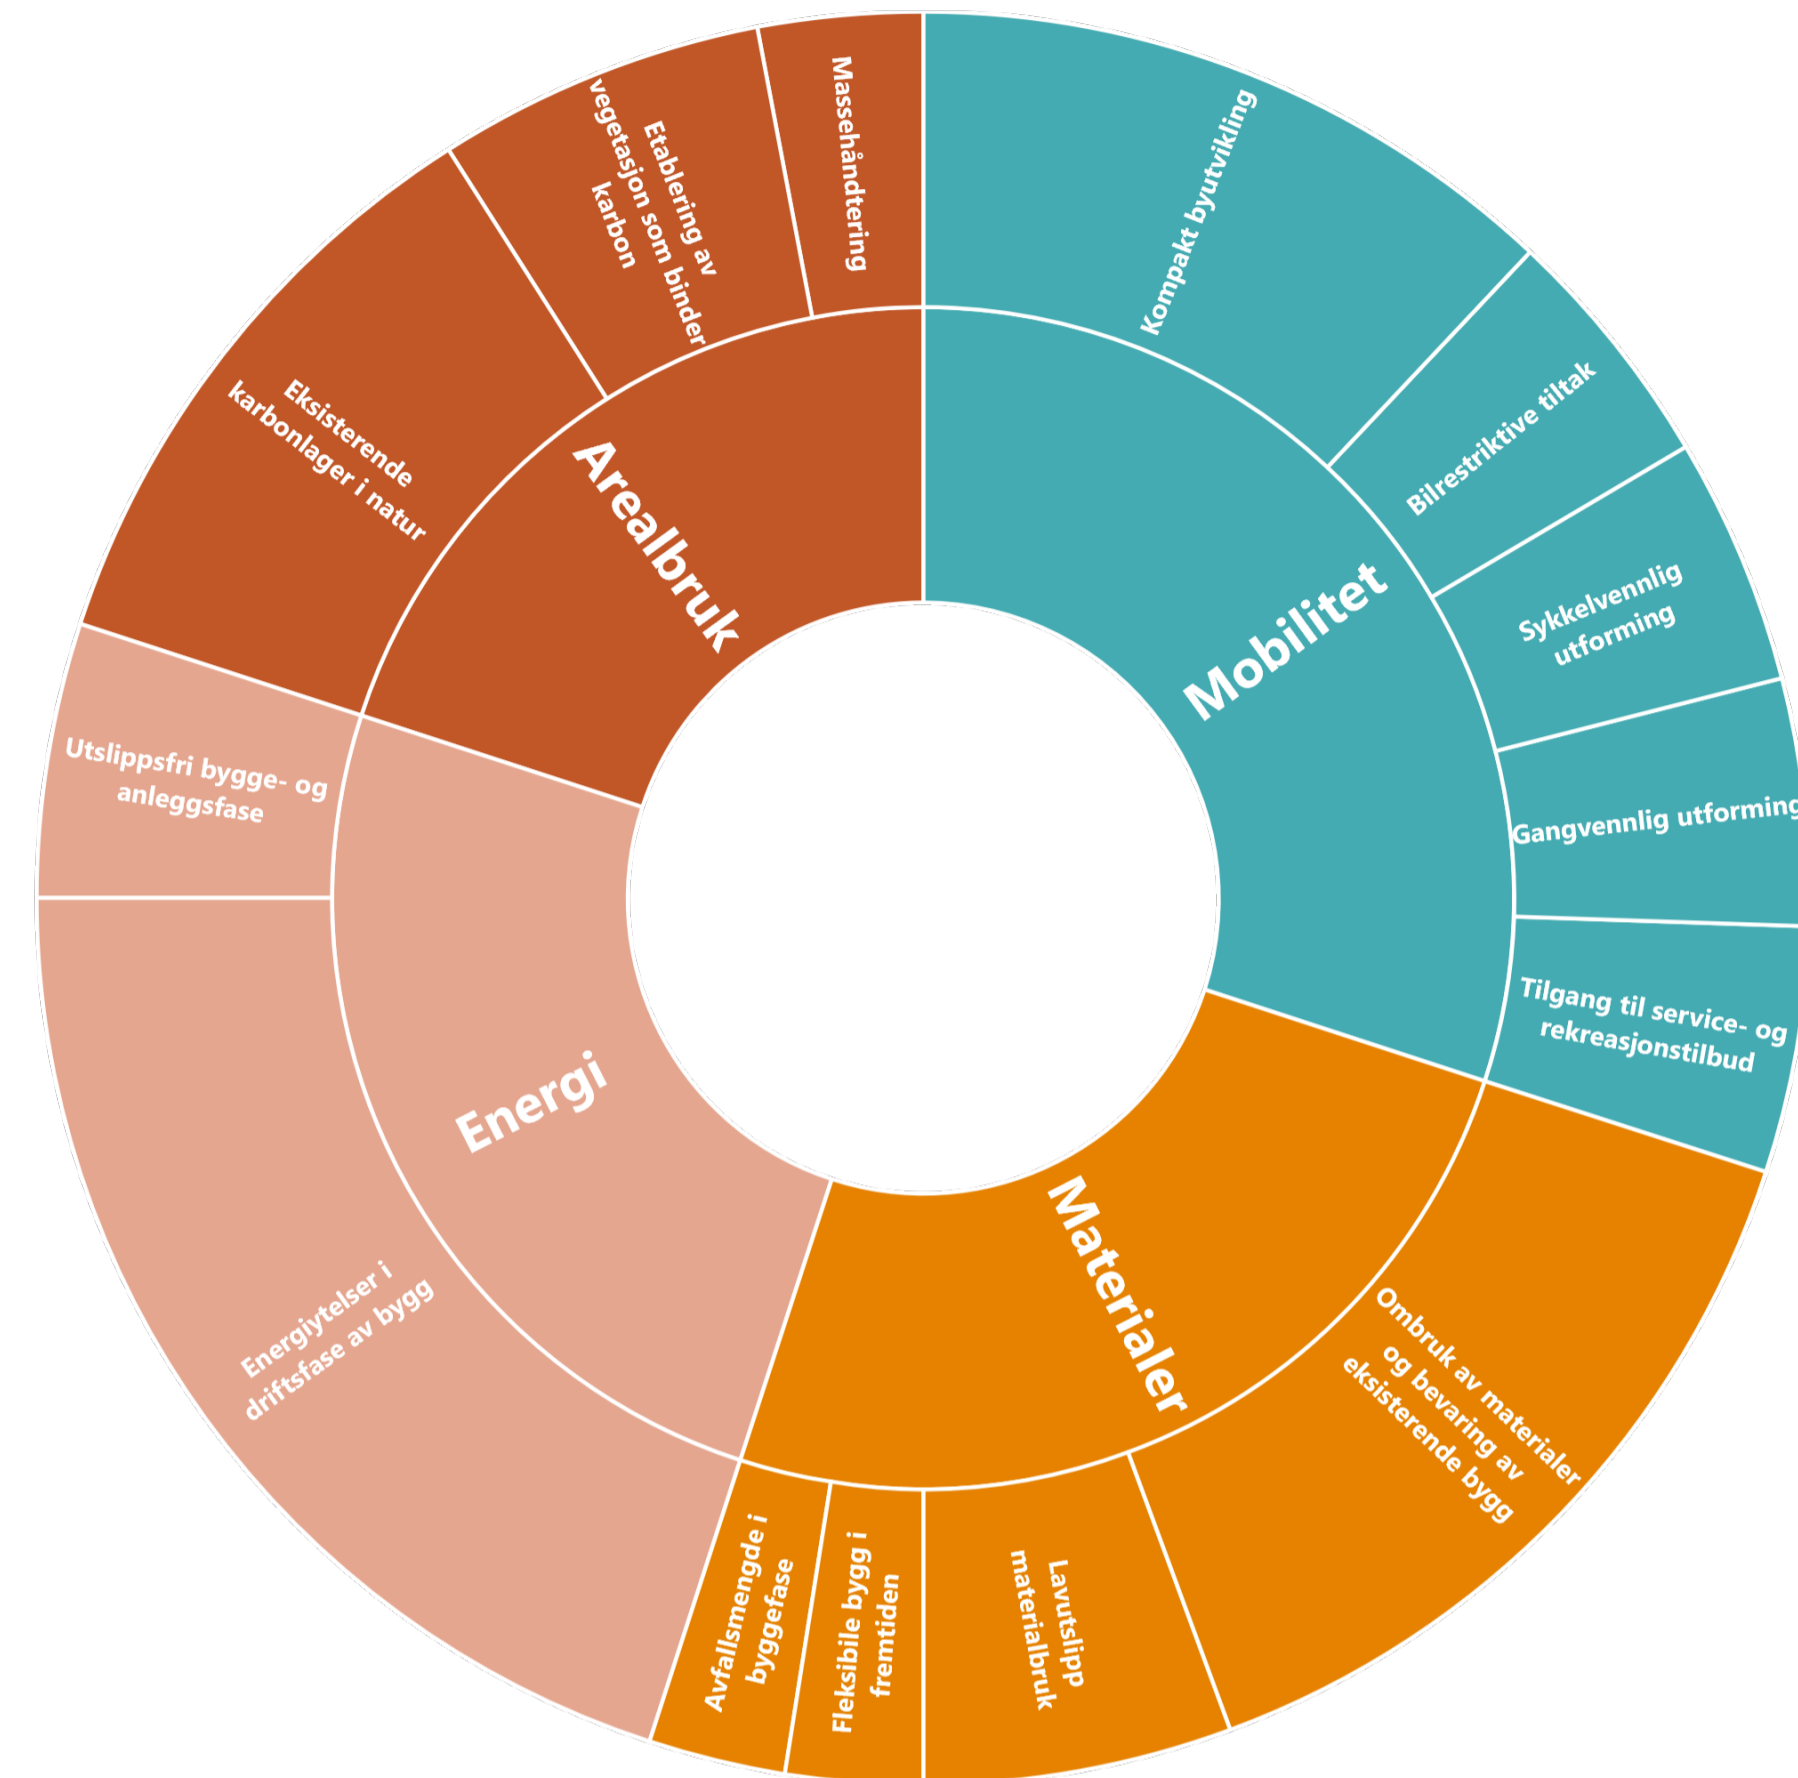 Mobilitet
Kompakt byutvikling
Bilrestriktive tiltak
Sykkelvennlig
utforming
Gangvennlig utforming
Tilgang til service- og
rekreasjonstilbud
Materialer
Ombruk av materialer
og bevaring av
eksisterende bygg
Lavutslipp
materialbruk
Fleksibile bygg i
fremtiden
Avfallsmengde i
byggefase
Energi
Energiytelser i
driftsfase av bygg
Utslippsfri bygge- og
anleggsfase
Arealbruk
Eksisterende
karbonlager i natur
Etablering av
vegetasjon som binder
karbon
Massehåndtering